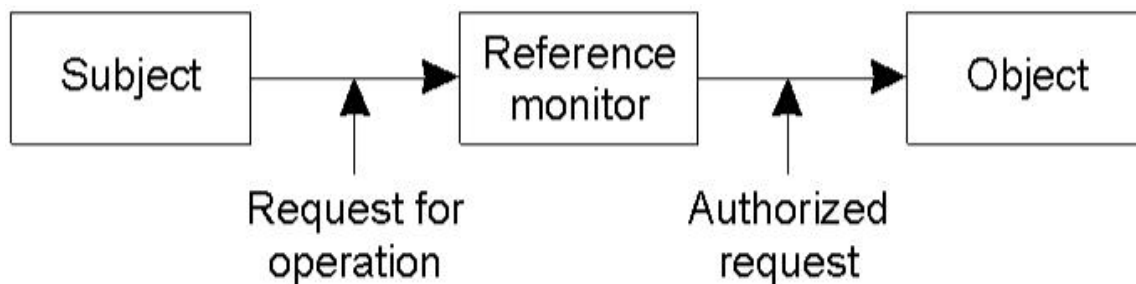 Subject
Reference
monitor
Object
Request for
operation
Authorized
request